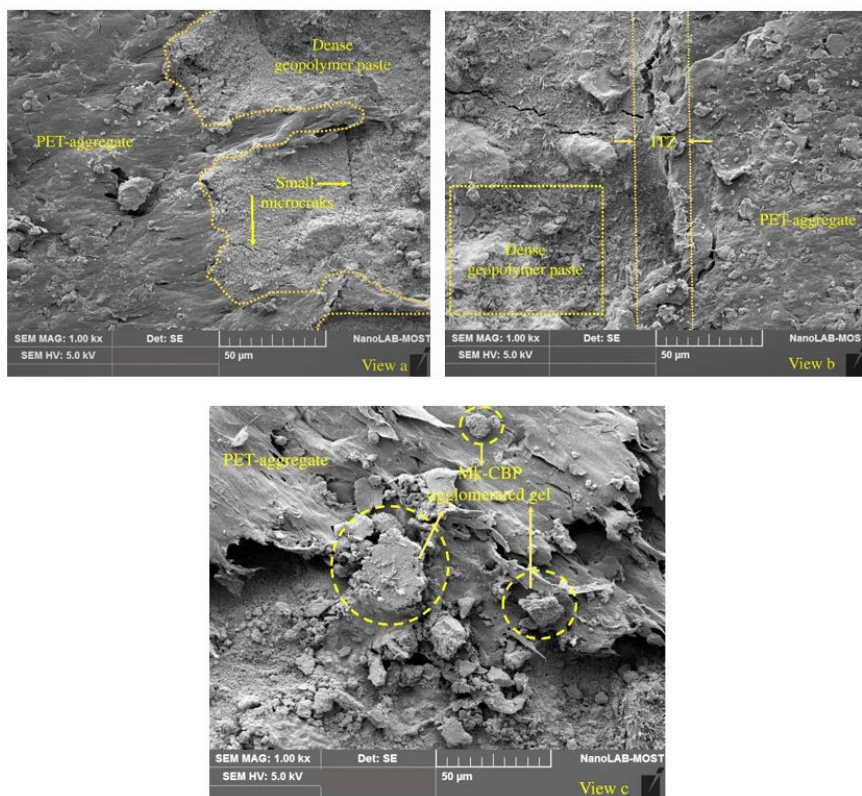 Dense
geopolymer paste
PET-aggregate
Small
microcraks
SEM MAG: 1.00 kx Det: SE NanoLAB-MOST
SEM HV: 5.0 kV 50 µm
View a
ITZ
PET-aggregate
Dense
geopolymer paste
SEM MAG: 1.00 kx Det: SE NanoLAB-MOST
SEM HV: 5.0 kV 50 µm
View b
PET-aggregate
Mk-CBP
agglomerated gel
SEM MAG: 1.00 kx Det: SE NanoLAB-MOST
SEM HV: 5.0 kV 50 µm
View c